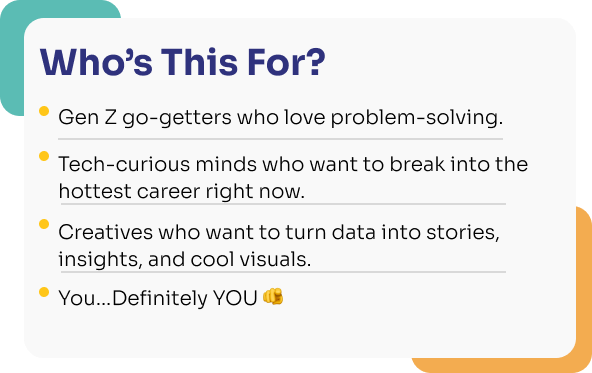 Who’s This For?
Gen Z go-getters who love problem-solving.
Tech-curious minds who want to break into the
hottest career right now.
Creatives who want to turn data into stories,
insights, and cool visuals.
You...Definitely YOU 🫵